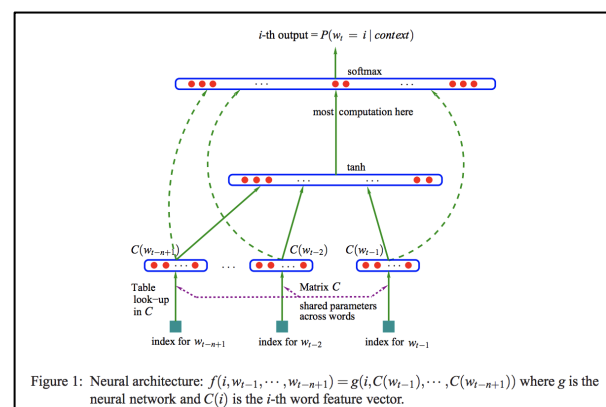 i-th output = P(w_t = i | context)
softmax
... ...
most computation here
tanh
... ...
C(w_{t−n+1}) C(w_{t−2}) C(w_{t−1})
... ... ... ...
Table Matrix C
look−up shared parameters
in C across words
index for w_{t−n+1} index for w_{t−2} index for w_{t−1}
Figure 1: Neural architecture: f(i, w_{t−1}, ⋯, w_{t−n+1}) = g(i, C(w_{t−1}), ⋯, C(w_{t−n+1})) where g is the
neural network and C(i) is the i-th word feature vector.